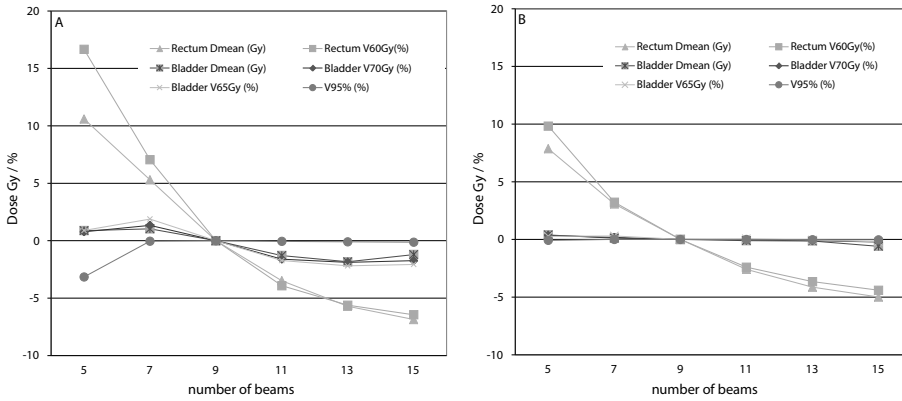 A
20
15
10
5
0
-5
-10
Dose Gy / %
Rectum Dmean (Gy)
Rectum V60Gy(%)
Bladder Dmean (Gy)
Bladder V70Gy (%)
Bladder V65Gy (%)
V95% (%)
5 7 9 11 13 15
number of beams
B
20
15
10
5
0
-5
-10
Dose Gy / %
Rectum Dmean (Gy)
Rectum V60Gy(%)
Bladder Dmean (Gy)
Bladder V70Gy (%)
Bladder V65Gy (%)
V95% (%)
5 7 9 11 13 15
number of beams